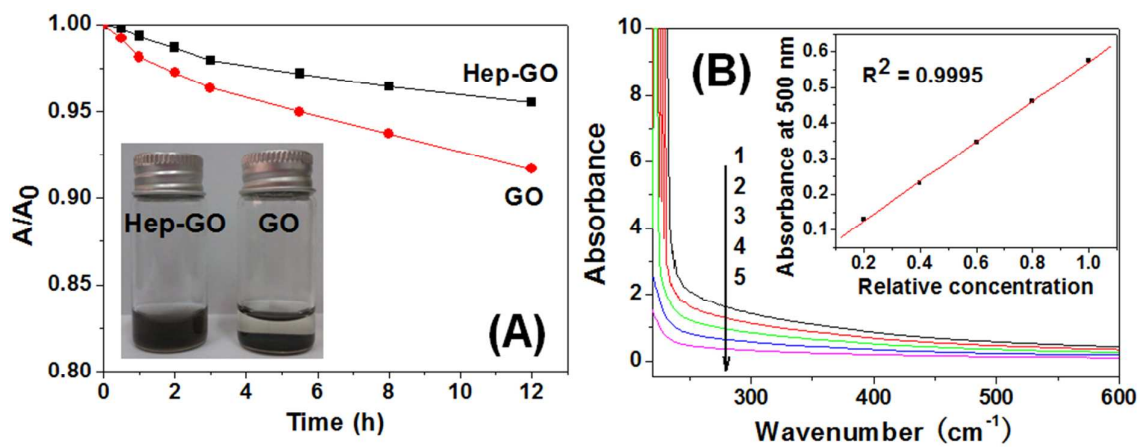 1.00
0.95
0.90
0.85
0.80
A/A0
0 2 4 6 8 10 12
Time (h)
Hep-GO
GO
Hep-GO GO
(A)
10
8
6
4
2
0
Absorbance
300 400 500 600
Wavenumber (cm-1)
(B)
1
2
3
4
5
0.6
0.5
0.4
0.3
0.2
0.1
Absorbance at 500 nm
R2 = 0.9995
0.2 0.4 0.6 0.8 1.0
Relative concentration